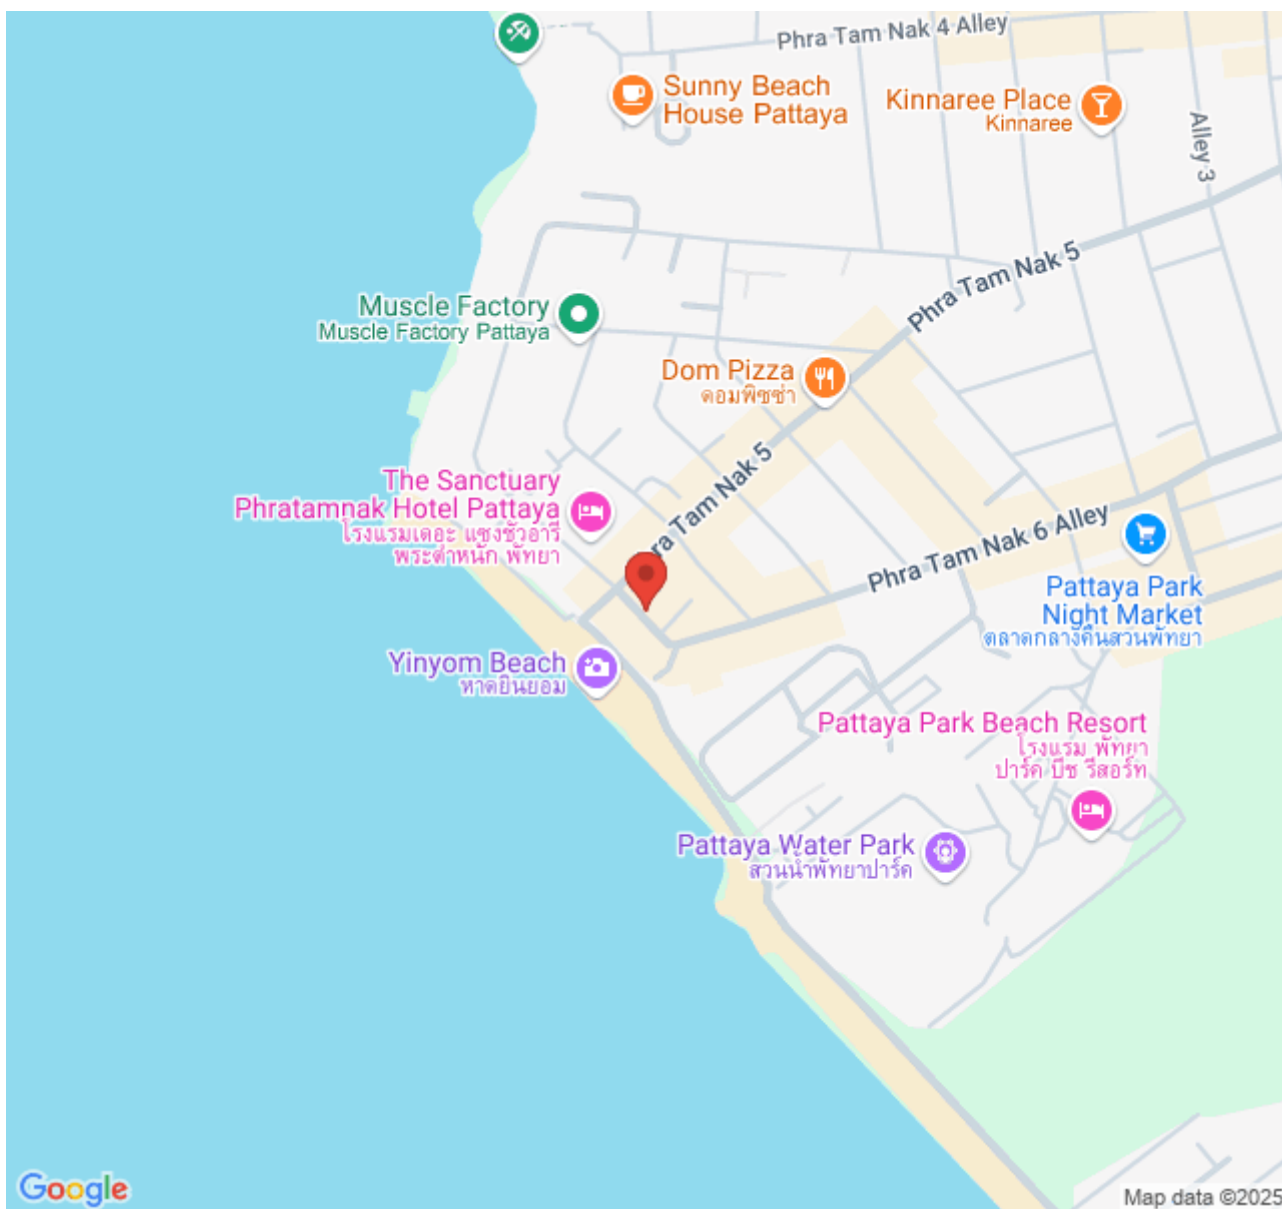 Phra Tam Nak 4 Alley
Sunny Beach
House Pattaya
Kinnaree Place
Kinnaree
Alley 3
Phra Tam Nak 5
Muscle Factory
Muscle Factory Pattaya
Dom Pizza
ดอมพิซซ่า
Phra Tam Nak 5
The Sanctuary
Phratamnak Hotel Pattaya
โรงแรมเดอะ แซงชัวอารี
พระตำหนัก พัทยา
Phra Tam Nak 6 Alley
Pattaya Park
Night Market
ตลาดกลางคืนสวนพัทยา
Yinyom Beach
หาดยินยอม
Pattaya Park Beach Resort
โรงแรม พัทยา
ปาร์ค บีช รีสอร์ท
Pattaya Water Park
สวนน้ำพัทยาปาร์ค
Google
Map data ©2025